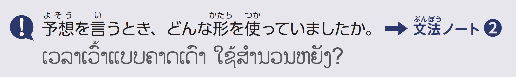 予想を言うとき、どんな形を使っていましたか。 ➡ 文法ノート❷
ເວລາເວົ້າແບບຄາດເດົາ ໃຊ້ສຳນວນຫຍັງ?